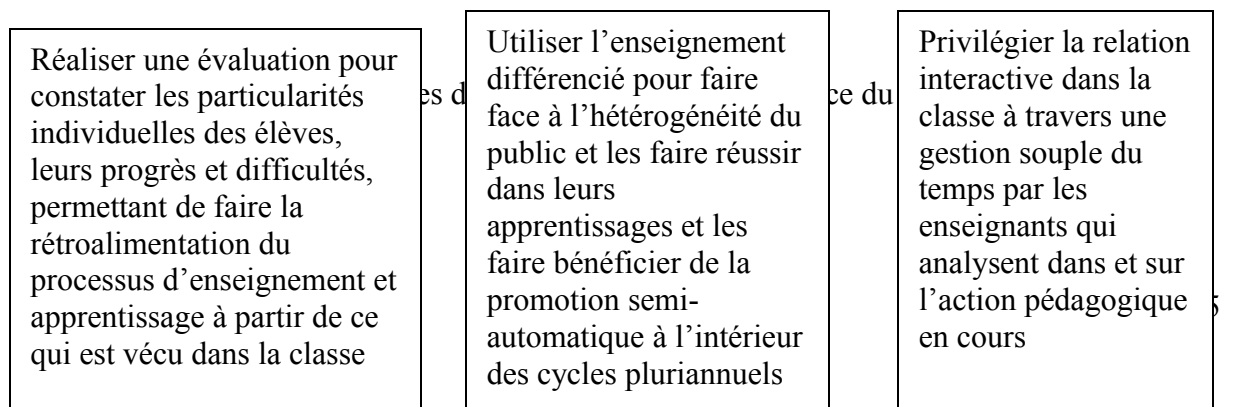 Réaliser une évaluation pour
constater les particularités
individuelles des élèves,
leurs progrès et difficultés,
permettant de faire la
rétroalimentation du
processus d’enseignement et
apprentissage à partir de ce
qui est vécu dans la classe
Utiliser l’enseignement
différencié pour faire
face à l’hétérogénéité du
public et les faire réussir
dans leurs
apprentissages et les
faire bénéficier de la
promotion semi-
automatique à l’intérieur
des cycles pluriannuels
Privilégier la relation
interactive dans la
classe à travers une
gestion souple du
temps par les
enseignants qui
analysent dans et sur
l’action pédagogique
en cours
du